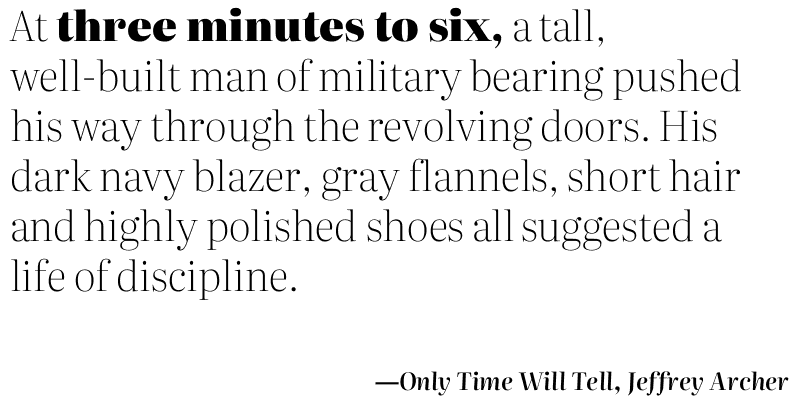 At three minutes to six, a tall,
well-built man of military bearing pushed
his way through the revolving doors. His
dark navy blazer, gray flannels, short hair
and highly polished shoes all suggested a
life of discipline.
—Only Time Will Tell, Jeffrey Archer